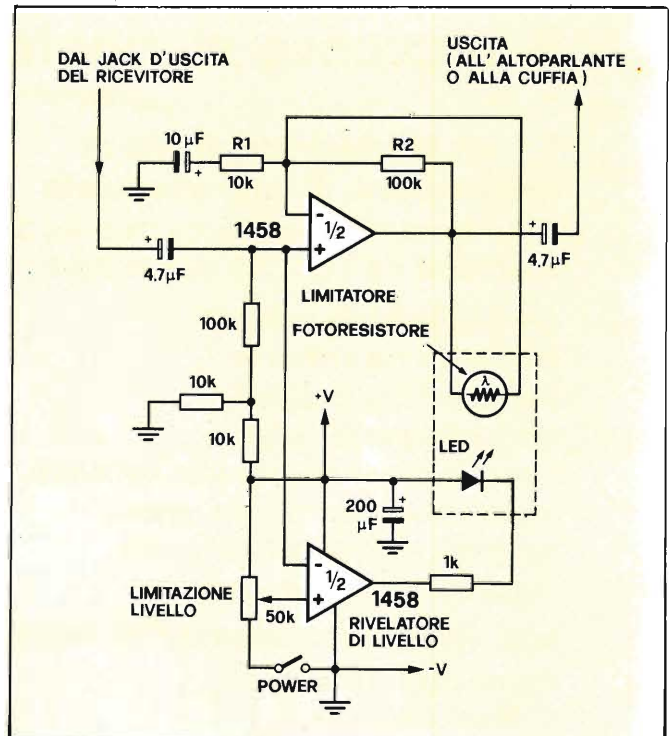 DAL JACK D'USCITA
DEL RICEVITORE
USCITA
(ALL'ALTOPARLANTE
O ALLA CUFFIA)
10 µF
+
R1
10k
R2
100k
-
+
1/2
1458
+
4.7µF
+
4.7µF
LIMITATORE
FOTORESISTORE
λ
100k
10k
10k
+V
LED
200
µF
+
LIMITAZIONE
LIVELLO
50k
-
+
1/2
1458
1k
RIVELATORE
DI LIVELLO
POWER
-V